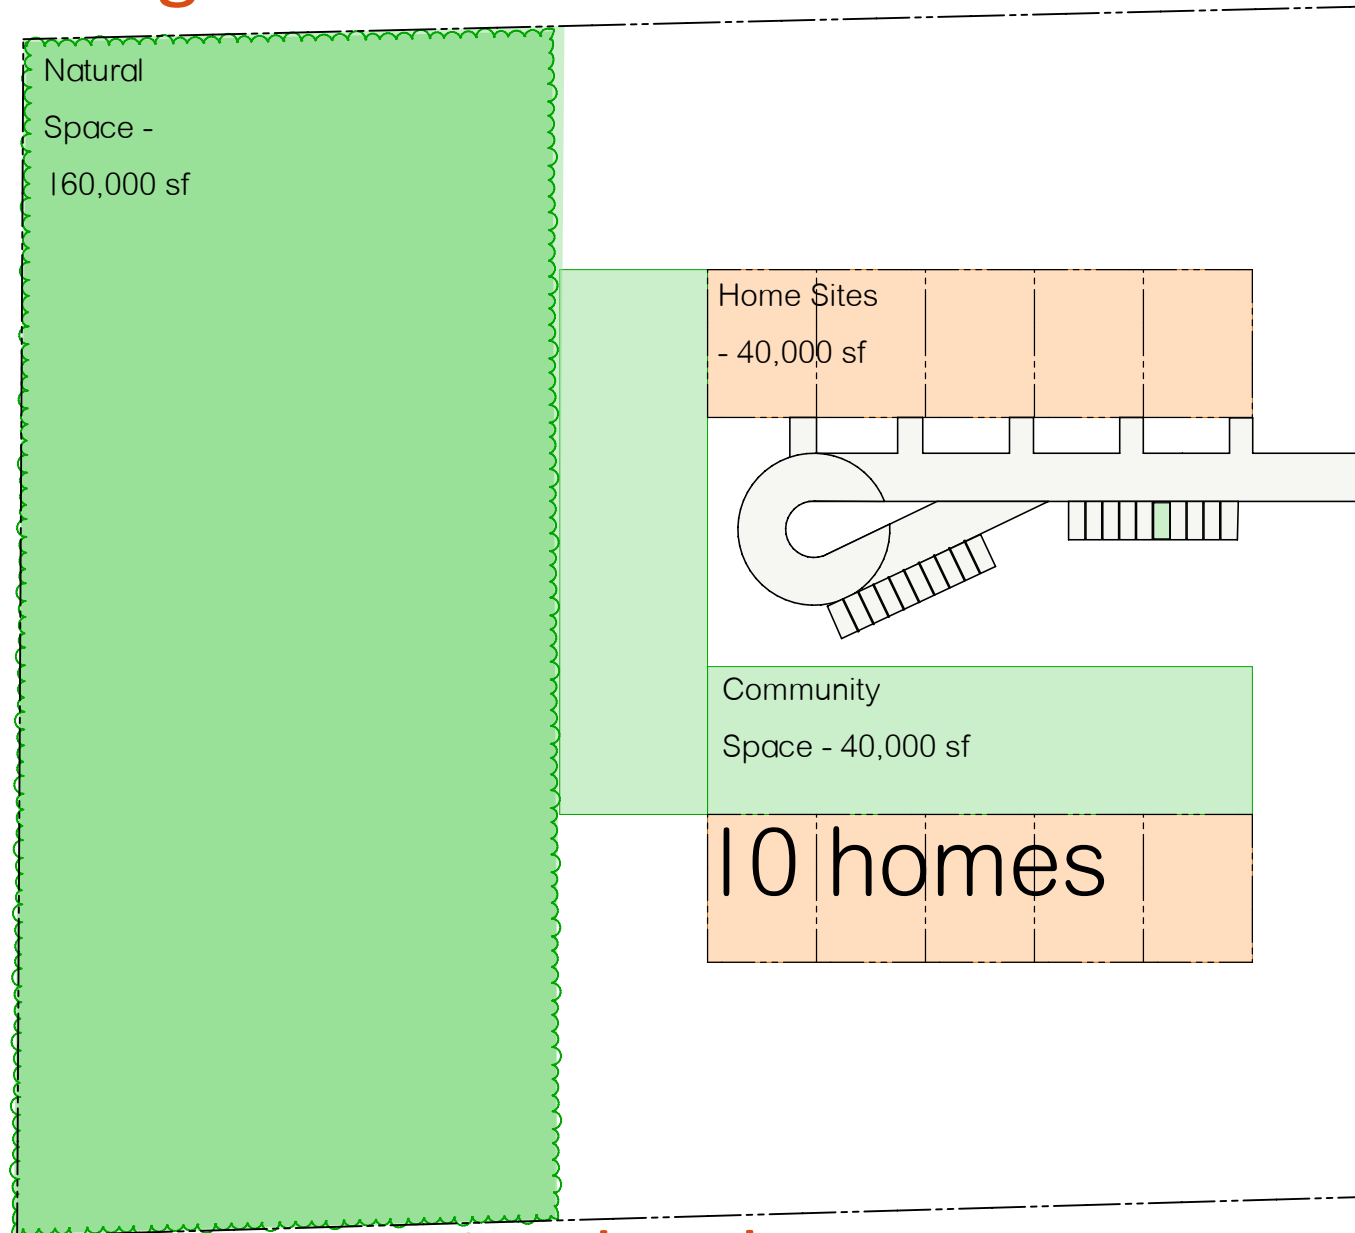 Natural
Space -
160,000 sf
Home Sites
- 40,000 sf
Community
Space - 40,000 sf
10 homes